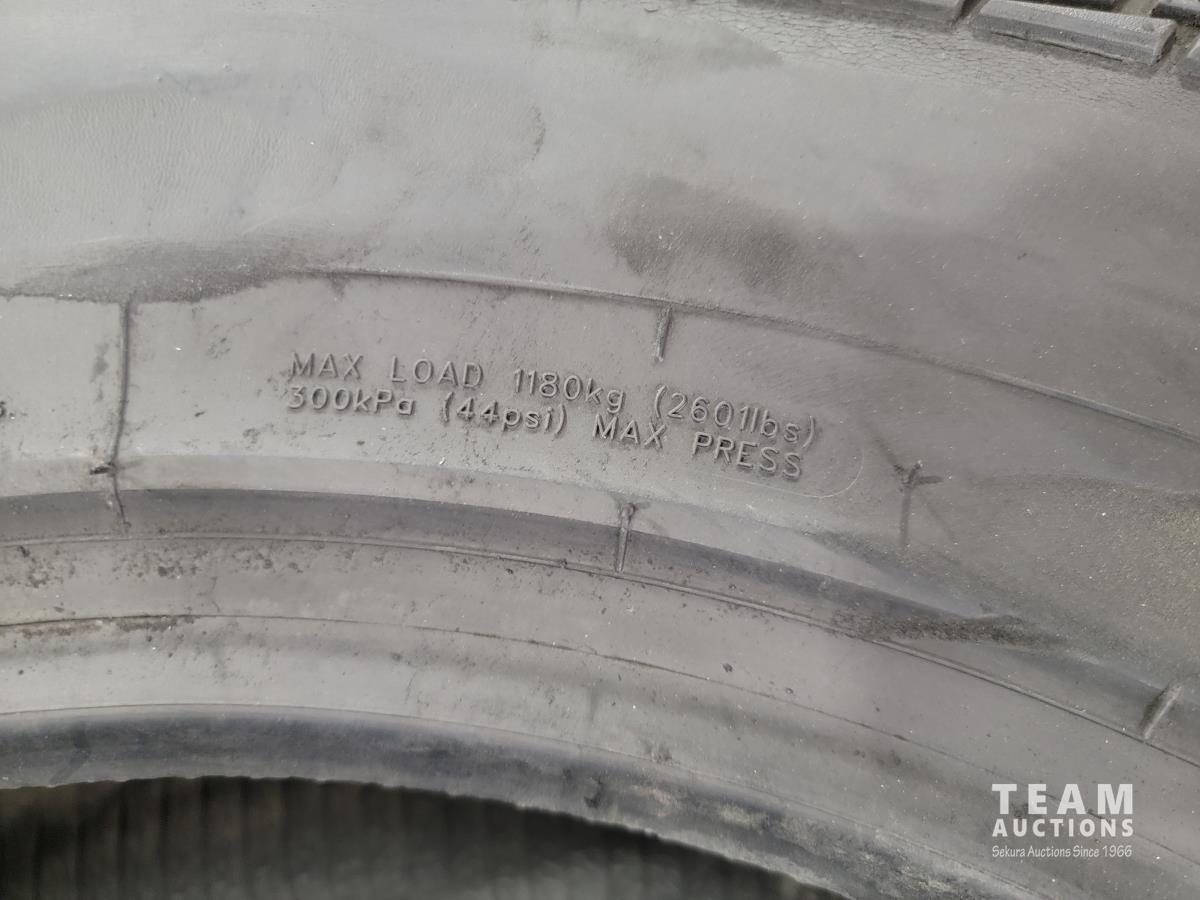 MAX LOAD 1180kg (2601lbs)
300kPa (44psi) MAX PRESS
TEAM
AUCTIONS
Sekura Auctions Since 1966